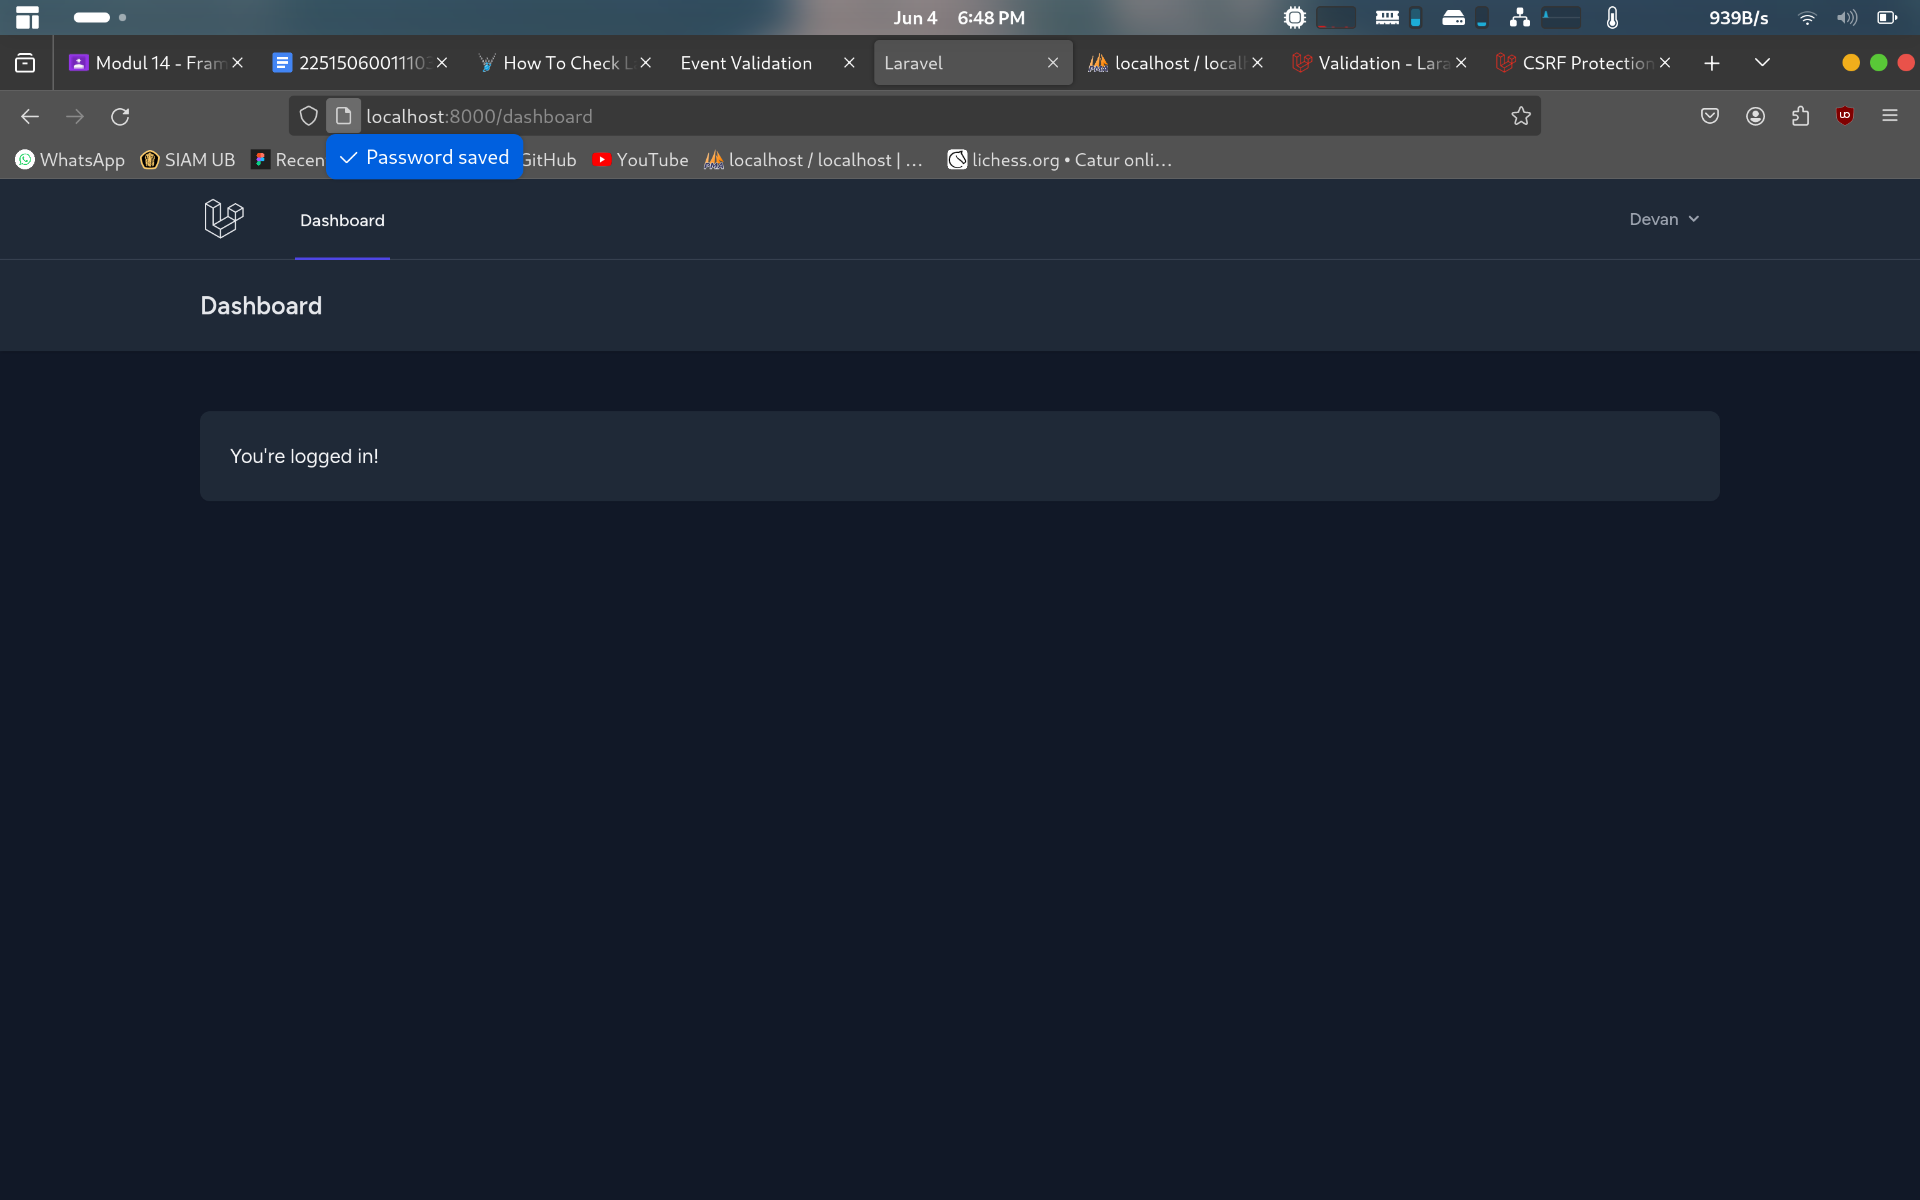 Jun 4 6:48 PM
939B/s
Modul 14 - Fram
2251506001110
How To Check L
Event Validation
Laravel
localhost / local
Validation - Lara
CSRF Protection
localhost:8000/dashboard
Password saved
WhatsApp
SIAM UB
Recen
GitHub
YouTube
localhost / localhost | ...
lichess.org • Catur onli...
Dashboard
Devan
Dashboard
You're logged in!